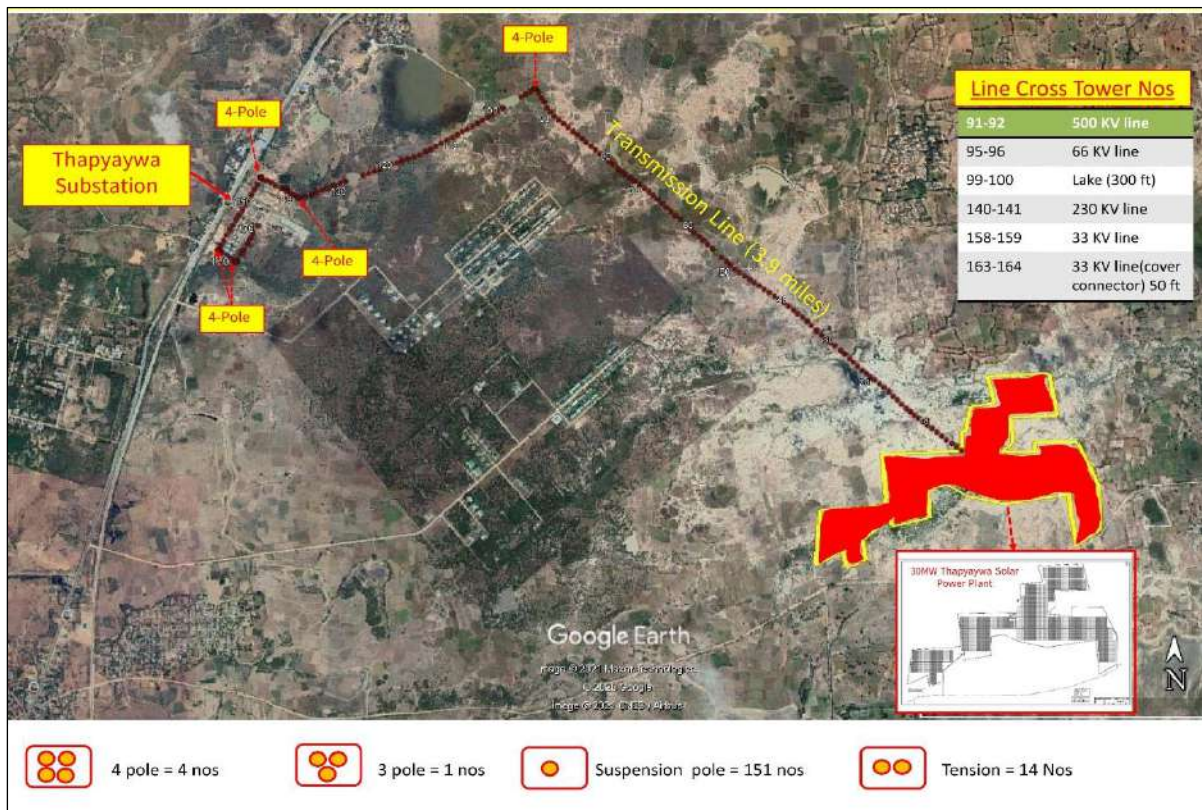 4-Pole
4-Pole
Thapyaywa
Substation
4-Pole
4-Pole
Transmission Line (3.9 miles)
Line Cross Tower Nos
91-92 500 KV line
95-96 66 KV line
99-100 Lake (300 ft)
140-141 230 KV line
158-159 33 KV line
163-164 33 KV line(cover
connector) 50 ft
30MW Thapyaywa Solar
Power Plant
Google Earth
N
4 pole = 4 nos
3 pole = 1 nos
Suspension pole = 151 nos
Tension = 14 Nos